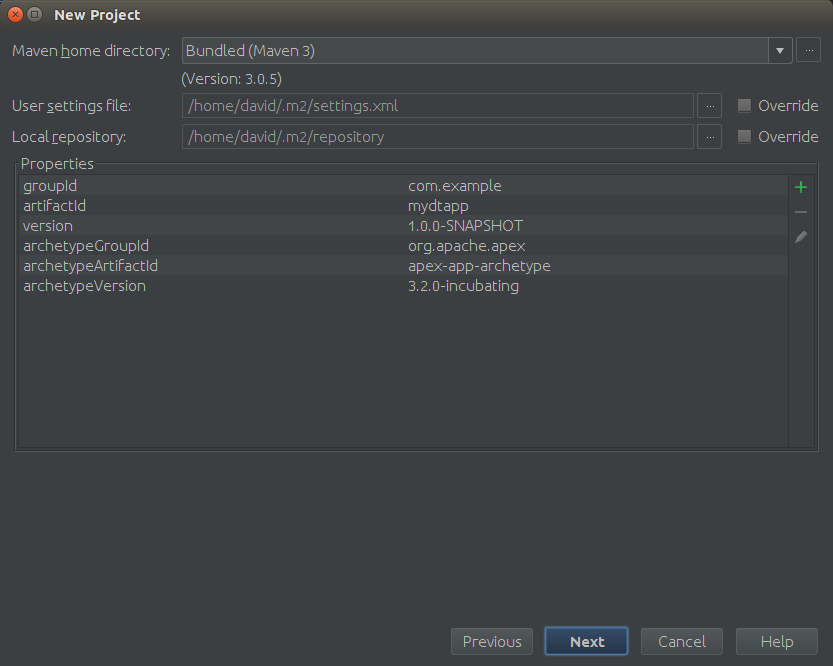 New Project
Maven home directory: Bundled (Maven 3) ...
(Version: 3.0.5)
User settings file: /home/david/.m2/settings.xml ... Override
Local repository: /home/david/.m2/repository ... Override
Properties
groupId com.example
artifactId mydtapp
version 1.0.0-SNAPSHOT
archetypeGroupId org.apache.apex
archetypeArtifactId apex-app-archetype
archetypeVersion 3.2.0-incubating
Previous Next Cancel Help